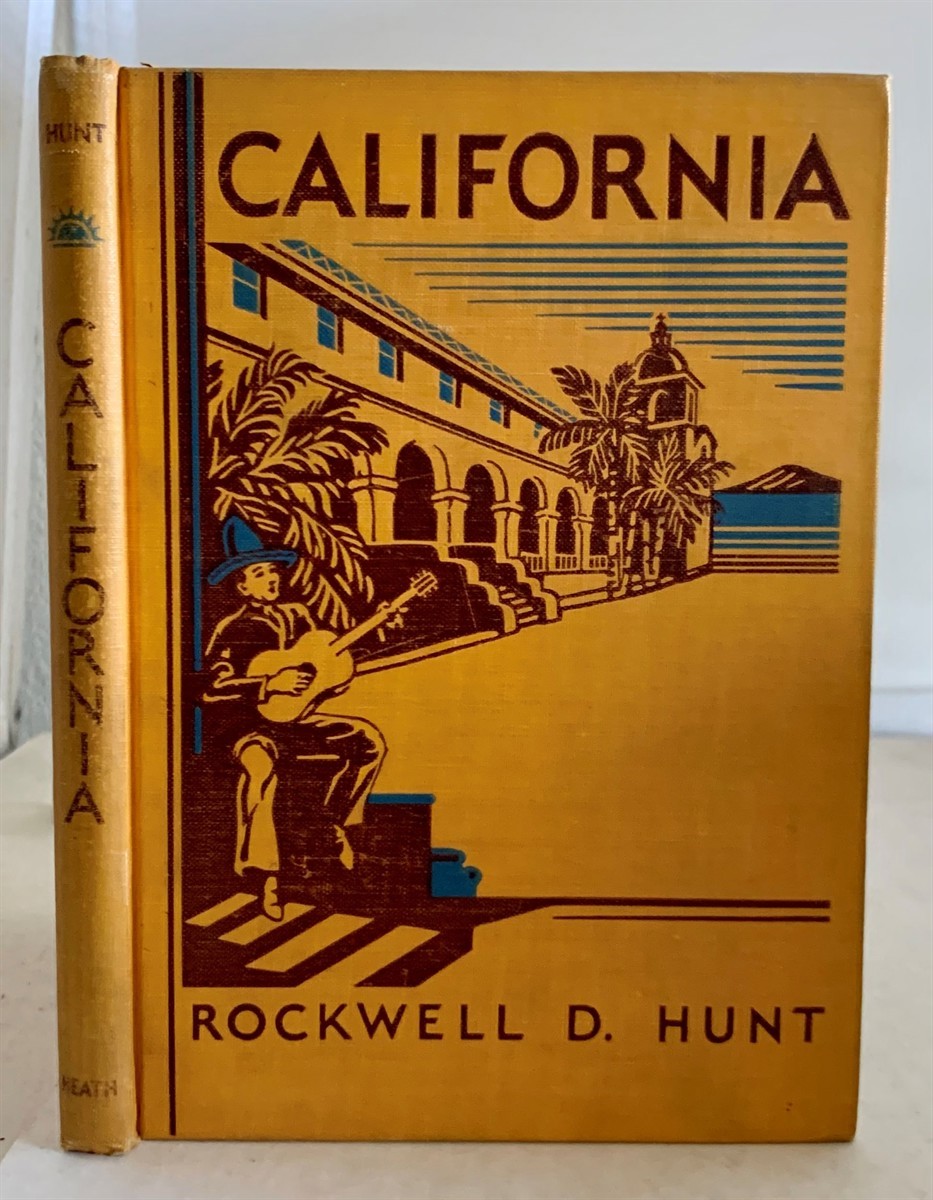 HUNT
CALIFORNIA
HEATH
CALIFORNIA
ROCKWELL D. HUNT